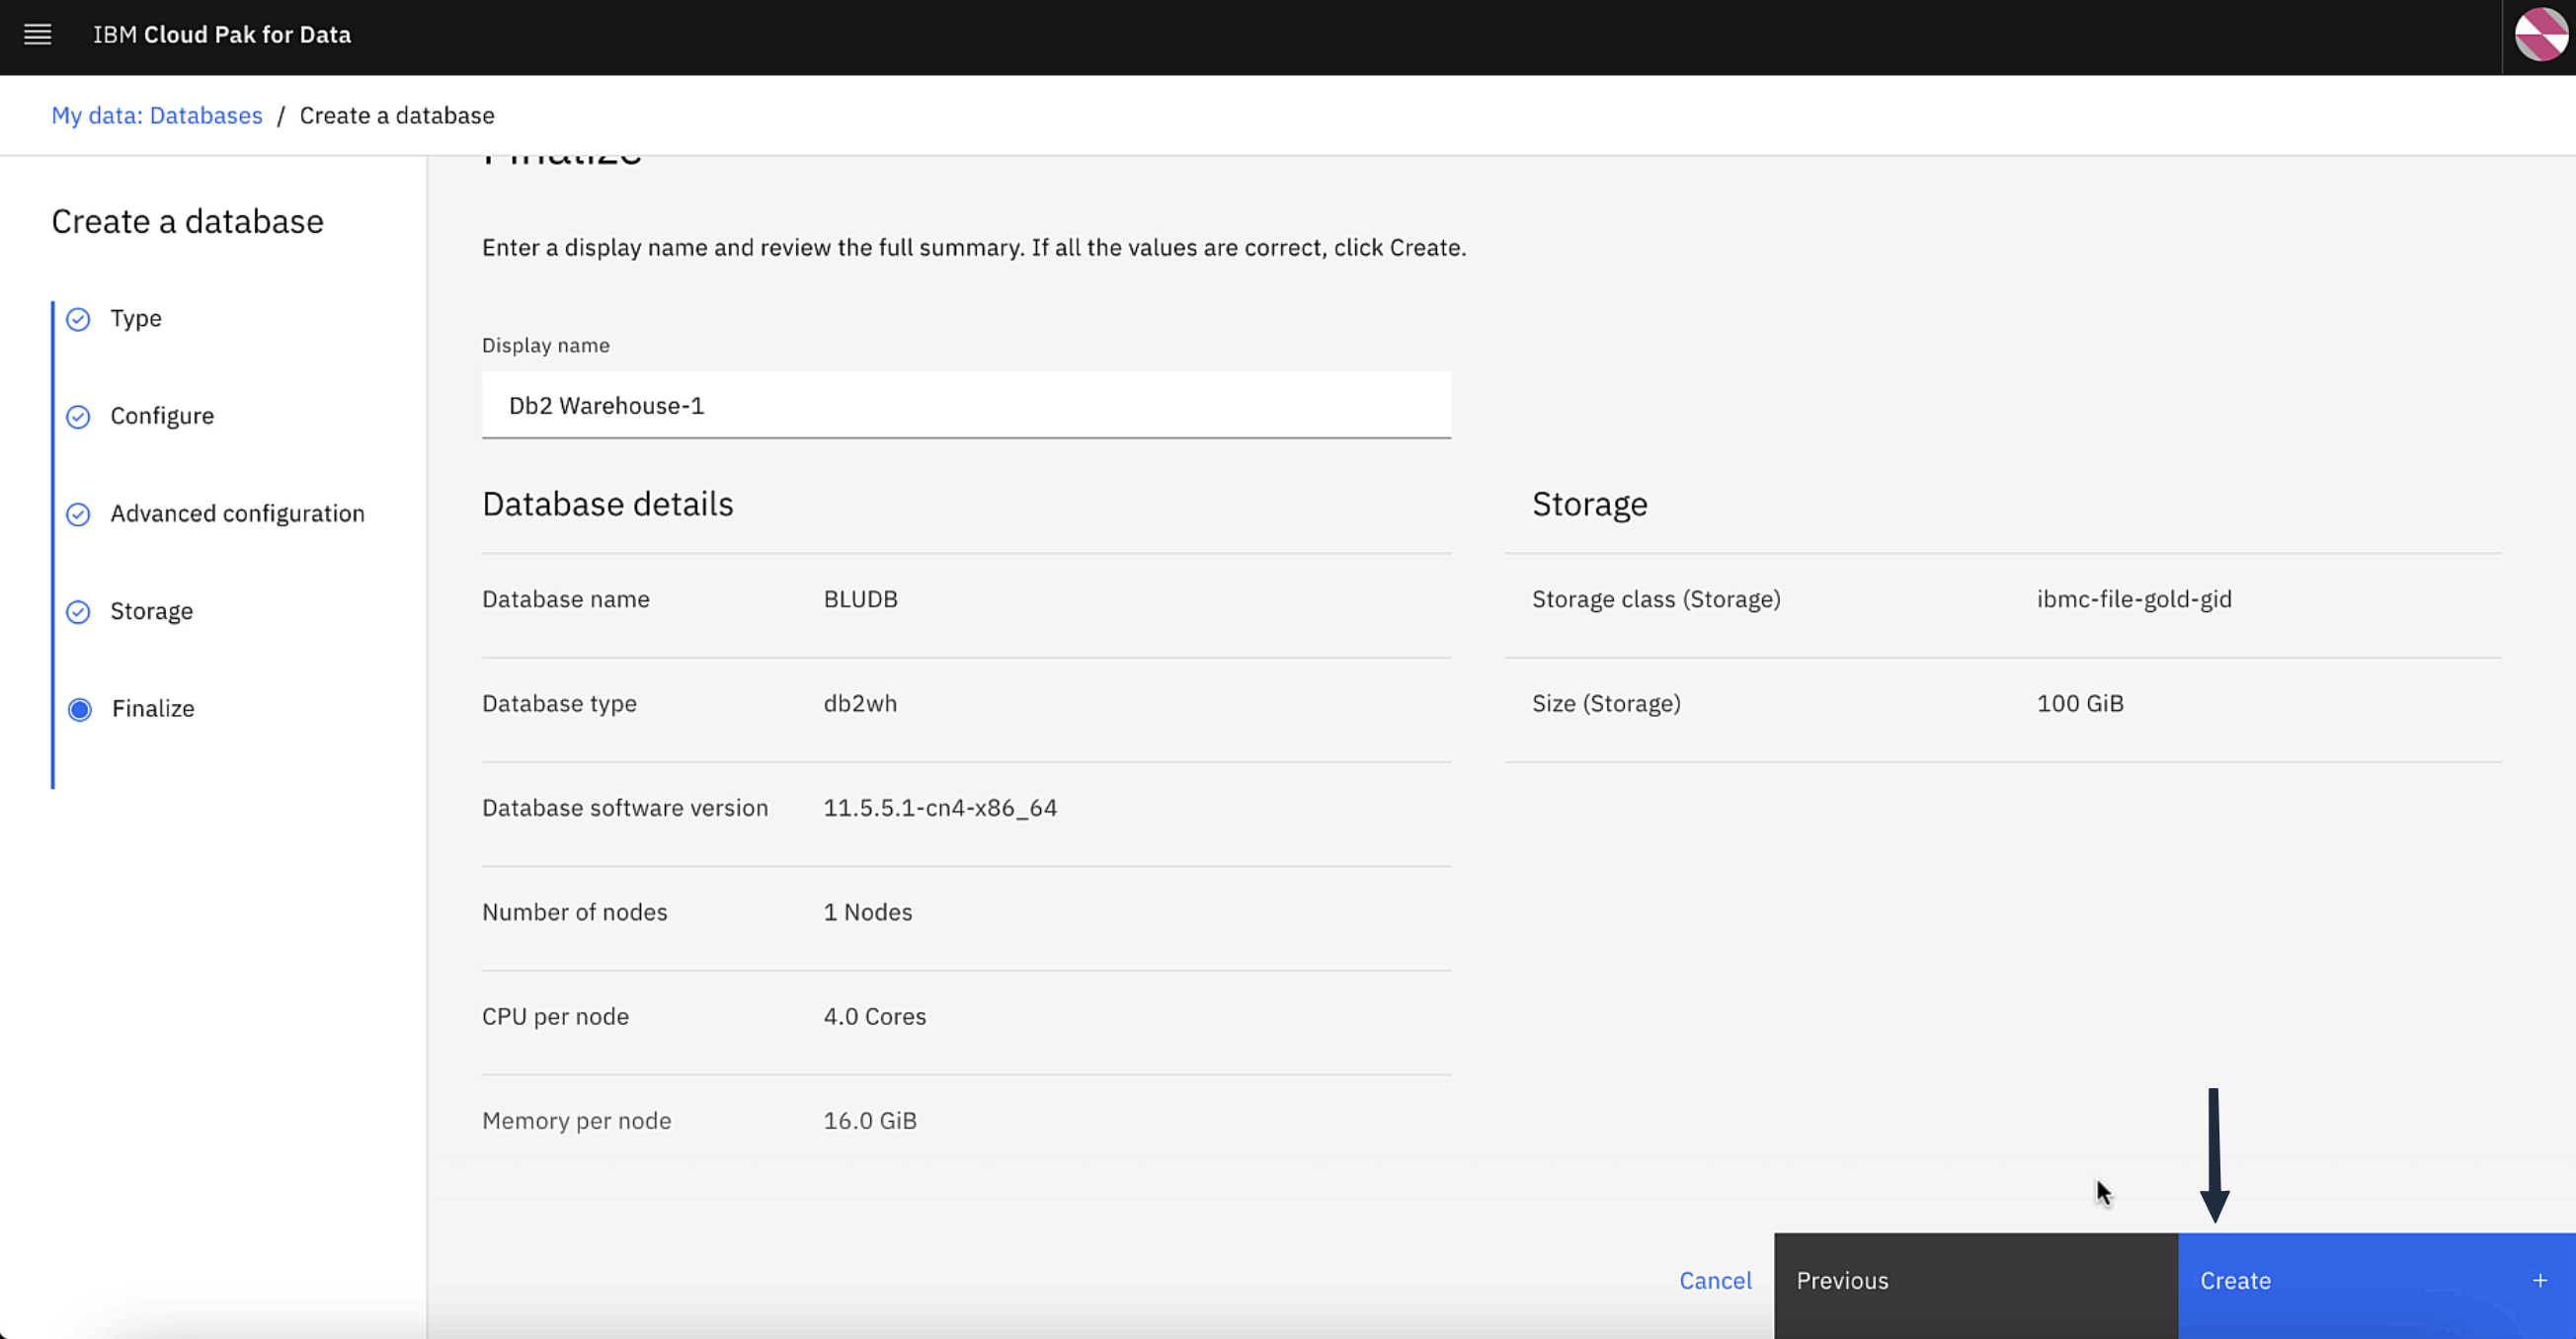 IBM Cloud Pak for Data
My data: Databases / Create a database
Create a database
Type
Configure
Advanced configuration
Storage
Finalize
Finalize
Enter a display name and review the full summary. If all the values are correct, click Create.
Display name
Db2 Warehouse-1
Database details
Database name BLUDB
Database type db2wh
Database software version 11.5.5.1-cn4-x86_64
Number of nodes 1 Nodes
CPU per node 4.0 Cores
Memory per node 16.0 GiB
Storage
Storage class (Storage) ibmc-file-gold-gid
Size (Storage) 100 GiB
Cancel
Previous
Create +